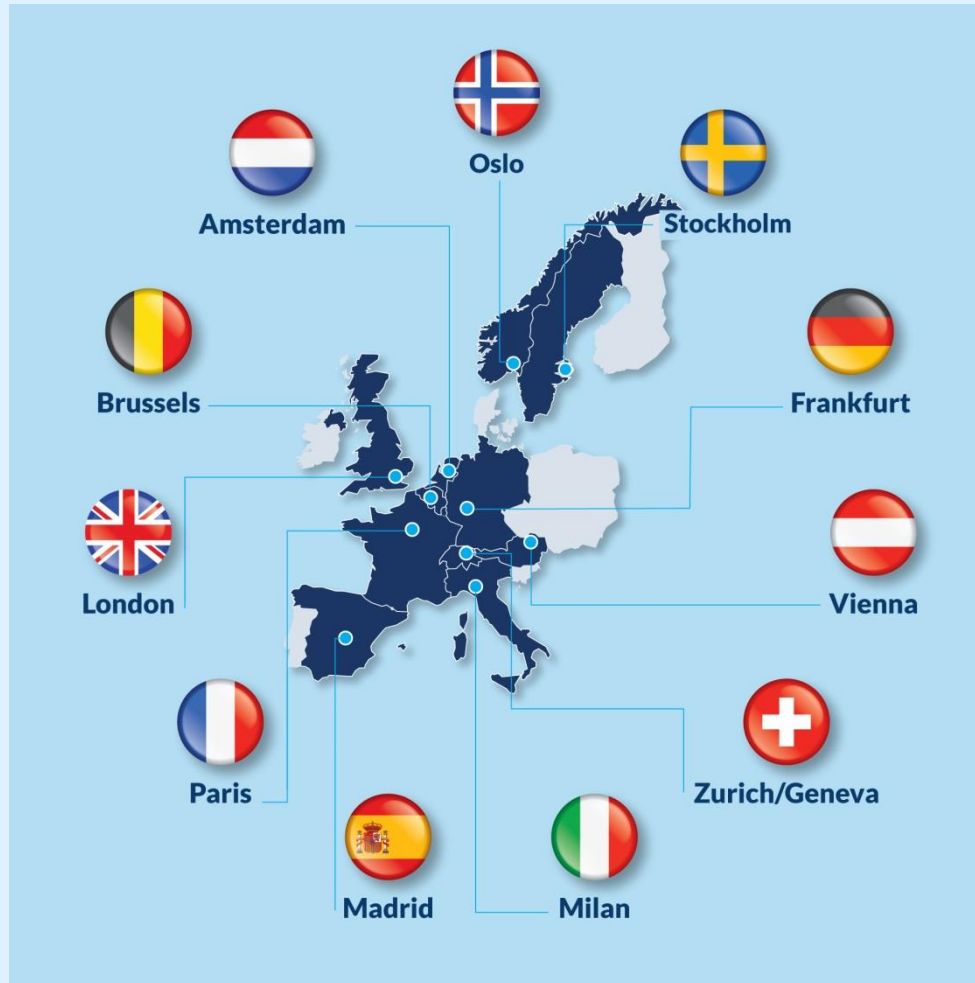 Oslo
Stockholm
Amsterdam
Brussels
Frankfurt
London
Vienna
Paris
Zurich/Geneva
Madrid
Milan